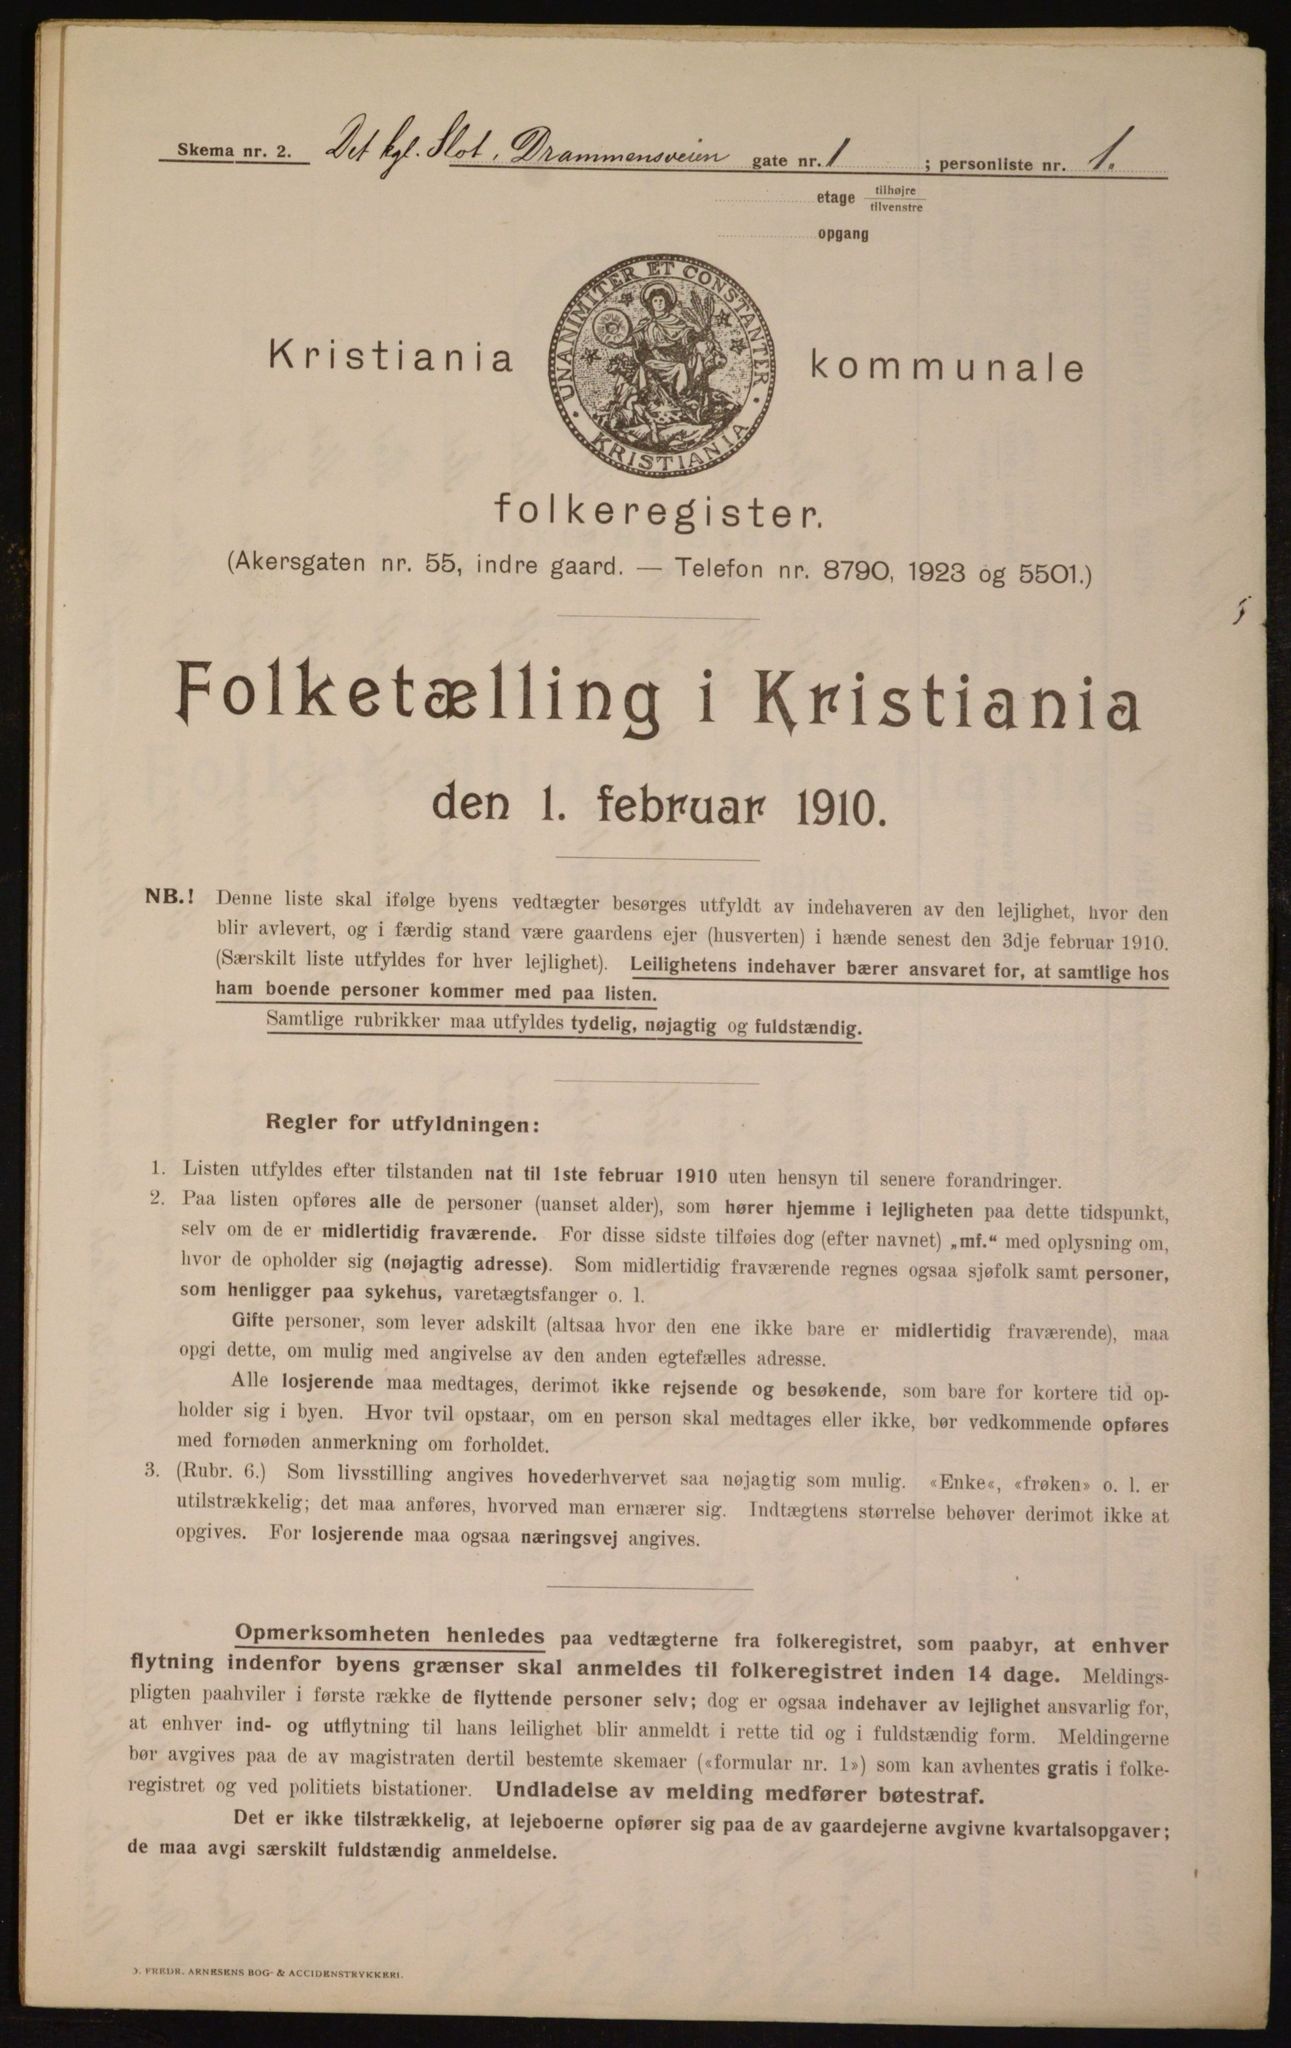 Skema nr. 2. Det kgl. Slot, Drammensveien gate nr. 1 ; personliste nr. 1.
etage tilhøjre
tilvenstre
opgang
UNANIMITER ET CONSTANTER
KRISTIANIA
Kristiania kommunale
folkeregister.
(Akersgaten nr. 55, indre gaard. — Telefon nr. 8790, 1923 og 5501.)
Folketælling i Kristiania
den 1. februar 1910.
NB.! Denne liste skal ifølge byens vedtægter besørges utfyldt av indehaveren av den lejlighet, hvor den
blir avlevert, og i færdig stand være gaardens ejer (husverten) i hænde senest den 3dje februar 1910.
(Særskilt liste utfyldes for hver lejlighet). Leilighetens indehaver bærer ansvaret for, at samtlige hos
ham boende personer kommer med paa listen.
Samtlige rubrikker maa utfyldes tydelig, nøjagtig og fuldstændig.
Regler for utfyldningen:
1. Listen utfyldes efter tilstanden nat til 1ste februar 1910 uten hensyn til senere forandringer.
2. Paa listen opføres alle de personer (uanset alder), som hører hjemme i lejligheten paa dette tidspunkt,
selv om de er midlertidig fraværende. For disse sidste tilføies dog (efter navnet) „mf.“ med oplysning om,
hvor de opholder sig (nøjagtig adresse). Som midlertidig fraværende regnes ogsaa sjøfolk samt personer,
som henligger paa sykehus, varetægtsfanger o. l.
Gifte personer, som lever adskilt (altsaa hvor den ene ikke bare er midlertidig fraværende), maa
opgi dette, om mulig med angivelse av den anden egtefælles adresse.
Alle losjerende maa medtages, derimot ikke rejsende og besøkende, som bare for kortere tid op-
holder sig i byen. Hvor tvil opstaar, om en person skal medtages eller ikke, bør vedkommende opføres
med fornøden anmerkning om forholdet.
3. (Rubr. 6.) Som livsstilling angives hovederhvervet saa nøjagtig som mulig. «Enke«, «frøken» o. l. er
utilstrækkelig; det maa anføres, hvorved man ernærer sig. Indtægtens størrelse behøver derimot ikke at
opgives. For losjerende maa ogsaa næringsvej angives.
Opmerksomheten henledes paa vedtægterne fra folkeregistret, som paabyr, at enhver
flytning indenfor byens grænser skal anmeldes til folkeregistret inden 14 dage. Meldings-
pligten paahviler i første række de flyttende personer selv; dog er ogsaa indehaver av lejlighet ansvarlig for,
at enhver ind- og utflytning til hans leilighet blir anmeldt i rette tid og i fuldstændig form. Meldingerne
bør avgives paa de av magistraten dertil bestemte skemaer («formular nr. 1») som kan avhentes gratis i folke-
registret og ved politiets bistationer. Undladelse av melding medfører bøtestraf.
Det er ikke tilstrækkelig, at lejeboerne opfører sig paa de av gaardejerne avgivne kvartalsopgaver;
de maa avgi særskilt fuldstændig anmeldelse.
FREDR. ARNESENS BOG- & ACCIDENSTRYKKERI.